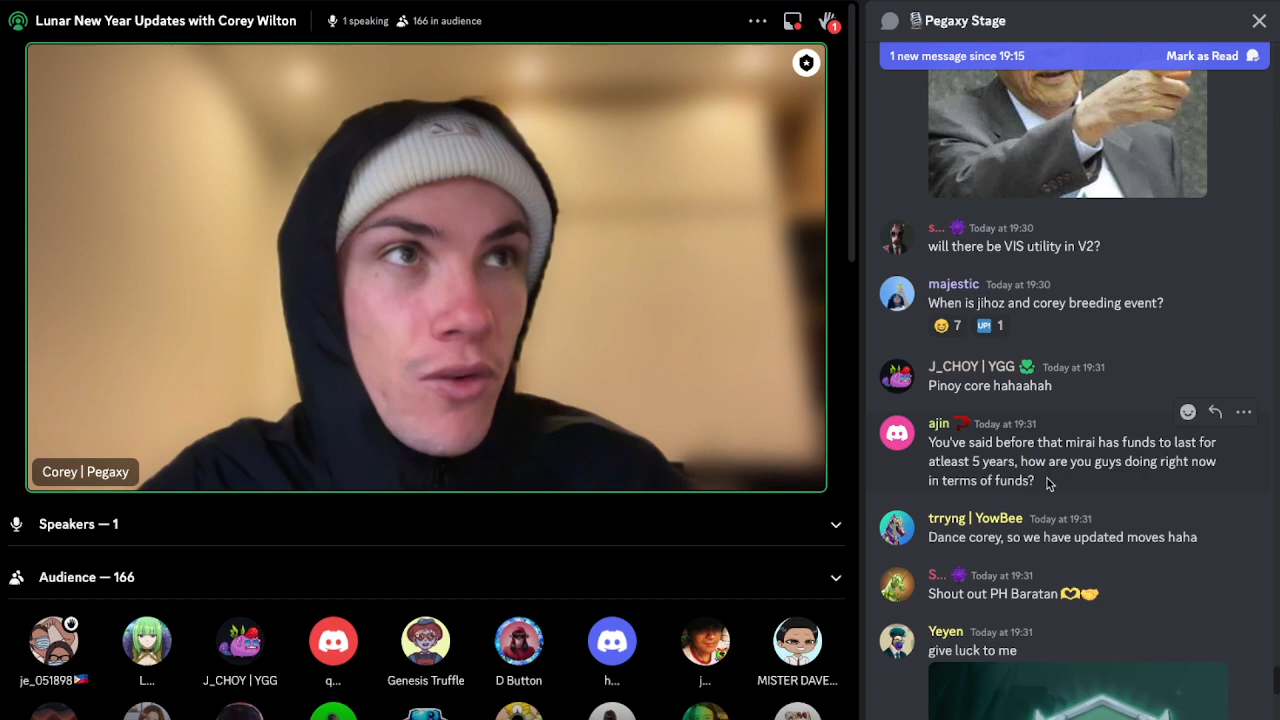 Lunar New Year Updates with Corey Wilton
1 speaking
166 in audience
1
Corey | Pegaxy
Speakers — 1
Audience — 166
je_051898
L...
J_CHOY | YGG
q...
Genesis Truffle
D Button
h...
j...
MISTER DAVE...
Pegaxy Stage
1 new message since 19:15
Mark as Read
s... Today at 19:30
will there be VIS utility in V2?
majestic Today at 19:30
When is jihoz and corey breeding event?
7 UP! 1
J_CHOY | YGG Today at 19:31
Pinoy core hahaahah
ajin Today at 19:31
You've said before that mirai has funds to last for
atleast 5 years, how are you guys doing right now
in terms of funds?
trryng | YowBee Today at 19:31
Dance corey, so we have updated moves haha
S... Today at 19:31
Shout out PH Baratan
Yeyen Today at 19:31
give luck to me